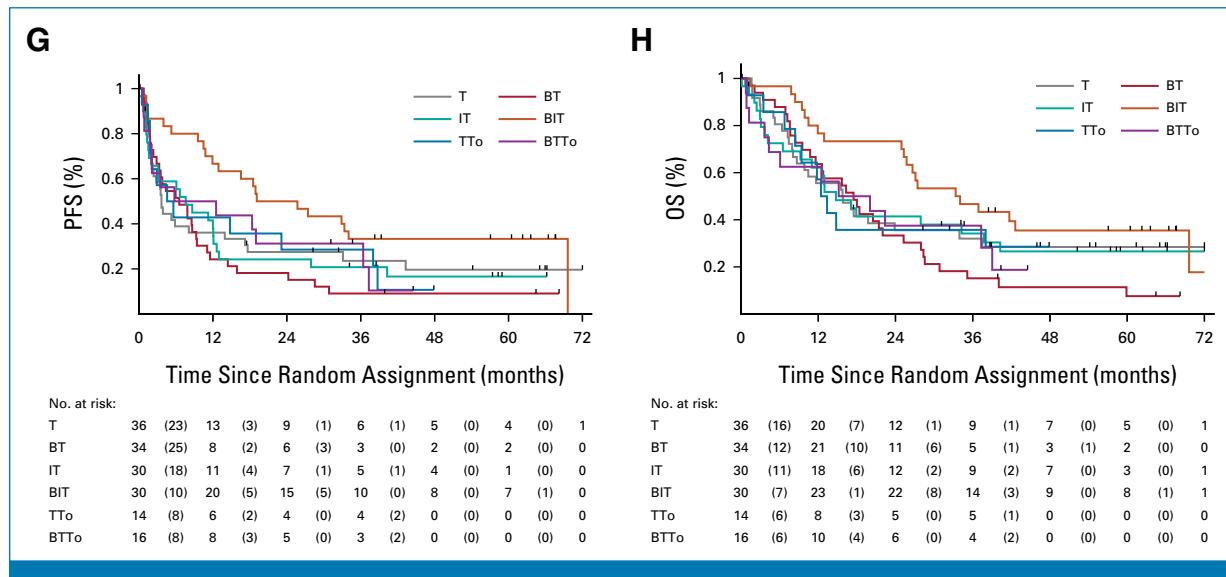 G
PFS (%)
1
0.8
0.6
0.4
0.2
T BT
IT BIT
TTo BTTo
0 12 24 36 48 60 72
Time Since Random Assignment (months)
No. at risk:
T 36 (23) 13 (3) 9 (1) 6 (1) 5 (0) 4 (0) 1
BT 34 (25) 8 (2) 6 (3) 3 (0) 2 (0) 2 (0) 0
IT 30 (18) 11 (4) 7 (1) 5 (1) 4 (0) 1 (0) 0
BIT 30 (10) 20 (5) 15 (5) 10 (0) 8 (0) 7 (1) 0
TTo 14 (8) 6 (2) 4 (0) 4 (2) 0 (0) 0 (0) 0
BTTo 16 (8) 8 (3) 5 (0) 3 (2) 0 (0) 0 (0) 0
H
OS (%)
1
0.8
0.6
0.4
0.2
T BT
IT BIT
TTo BTTo
0 12 24 36 48 60 72
Time Since Random Assignment (months)
No. at risk:
T 36 (16) 20 (7) 12 (1) 9 (1) 7 (0) 5 (0) 1
BT 34 (12) 21 (10) 11 (6) 5 (1) 3 (1) 2 (0) 0
IT 30 (11) 18 (6) 12 (2) 9 (2) 7 (0) 3 (0) 1
BIT 30 (7) 23 (1) 22 (8) 14 (3) 9 (0) 8 (1) 1
TTo 14 (6) 8 (3) 5 (0) 5 (1) 0 (0) 0 (0) 0
BTTo 16 (6) 10 (4) 6 (0) 4 (2) 0 (0) 0 (0) 0